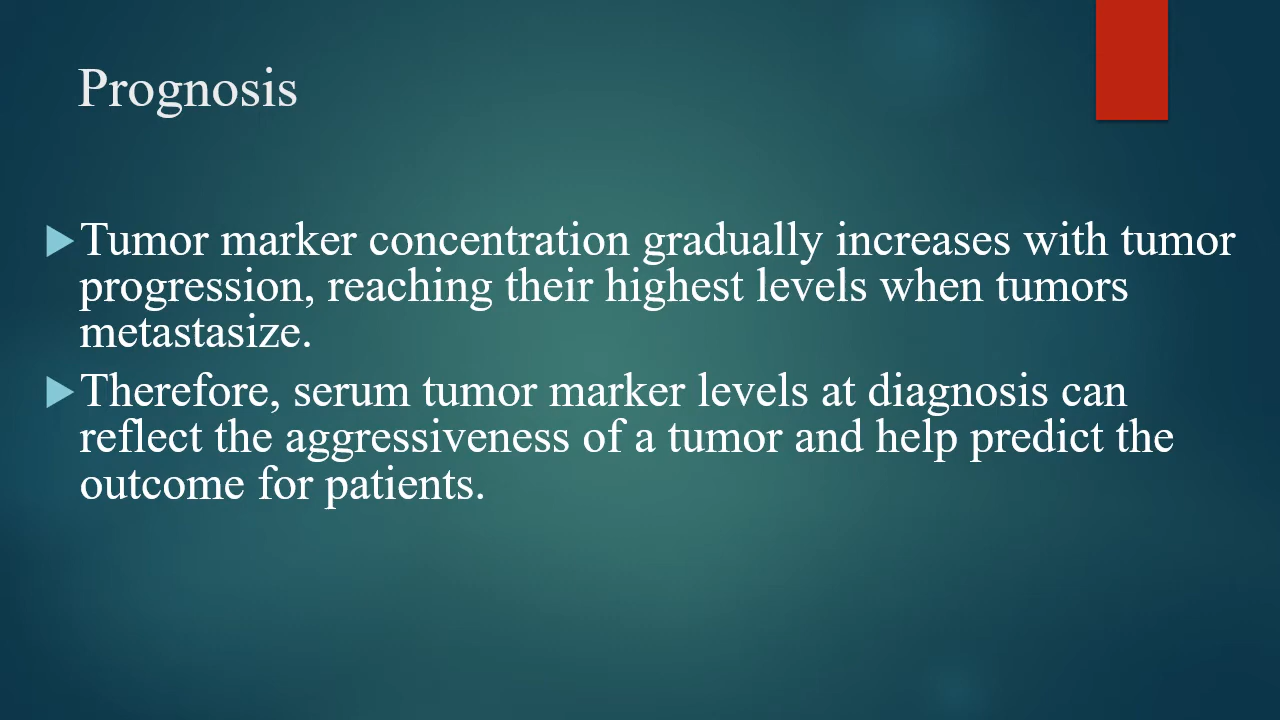 Prognosis
Tumor marker concentration gradually increases with tumor
progression, reaching their highest levels when tumors
metastasize.
Therefore, serum tumor marker levels at diagnosis can
reflect the aggressiveness of a tumor and help predict the
outcome for patients.